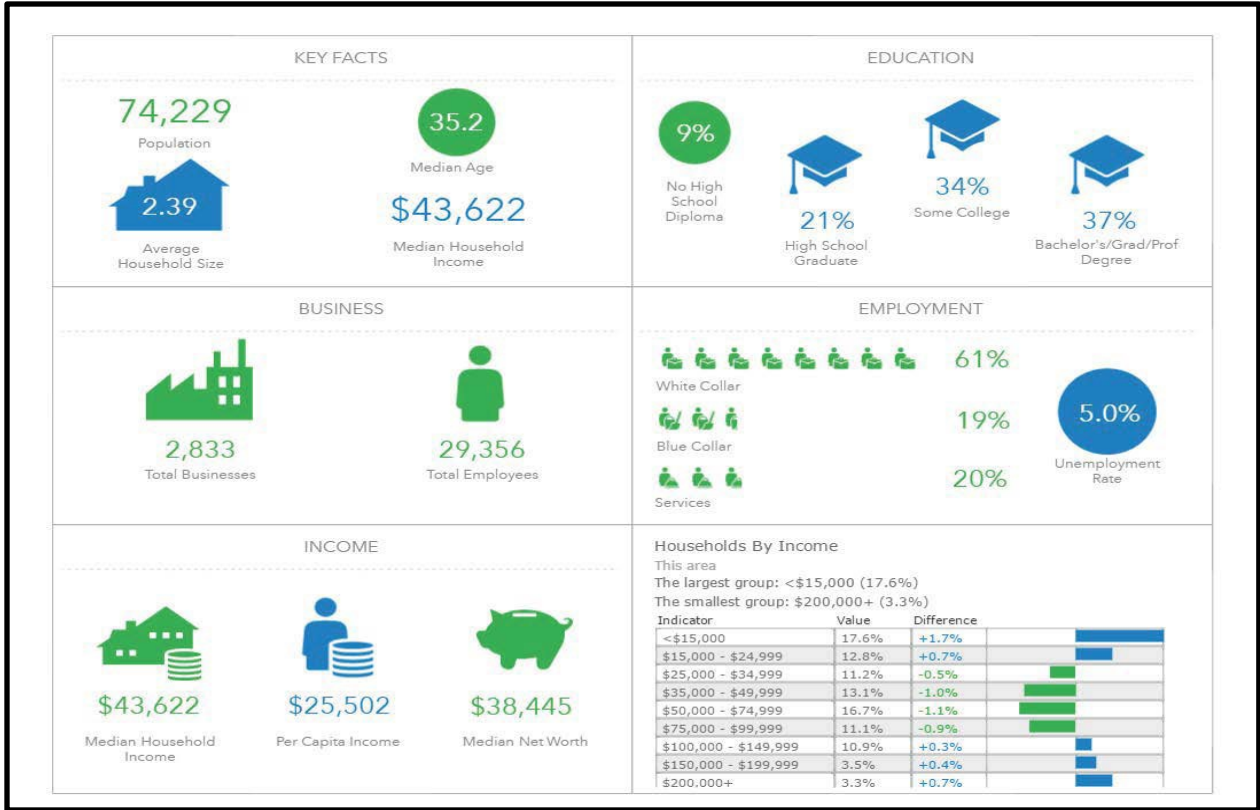 KEY FACTS
74,229
Population
35.2
Median Age
2.39
Average
Household Size
$43,622
Median Household
Income
EDUCATION
9%
No High
School
Diploma
21%
High School
Graduate
34%
Some College
37%
Bachelor's/Grad/Prof
Degree
BUSINESS
2,833
Total Businesses
29,356
Total Employees
EMPLOYMENT
61%
White Collar
19%
Blue Collar
20%
Services
5.0%
Unemployment
Rate
INCOME
$43,622
Median Household
Income
$25,502
Per Capita Income
$38,445
Median Net Worth
Households By Income
This area
The largest group: <$15,000 (17.6%)
The smallest group: $200,000+ (3.3%)
Indicator Value Difference
<$15,000 17.6% +1.7%
$15,000 - $24,999 12.8% +0.7%
$25,000 - $34,999 11.2% -0.5%
$35,000 - $49,999 13.1% -1.0%
$50,000 - $74,999 16.7% -1.1%
$75,000 - $99,999 11.1% -0.9%
$100,000 - $149,999 10.9% +0.3%
$150,000 - $199,999 3.5% +0.4%
$200,000+ 3.3% +0.7%